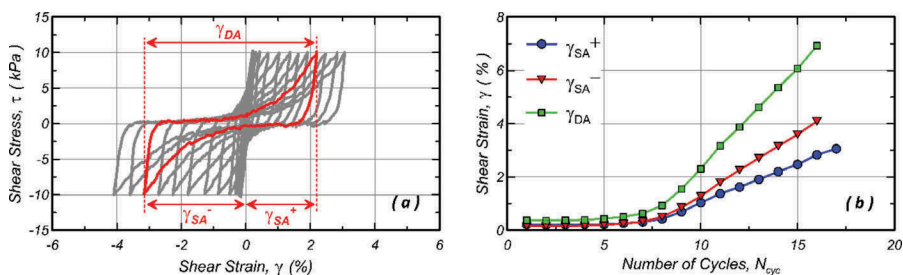 γDA
15
10
5
0
-5
-10
-15
Shear Stress, τ (kPa)
γSA-
γSA+
( a )
-6
-4
-2
0
2
4
6
Shear Strain, γ (%)
8
6
4
2
0
Shear Strain, γ ( %)
γSA+
γSA—
γDA
( b )
0
5
10
15
20
Number of Cycles, Ncyc